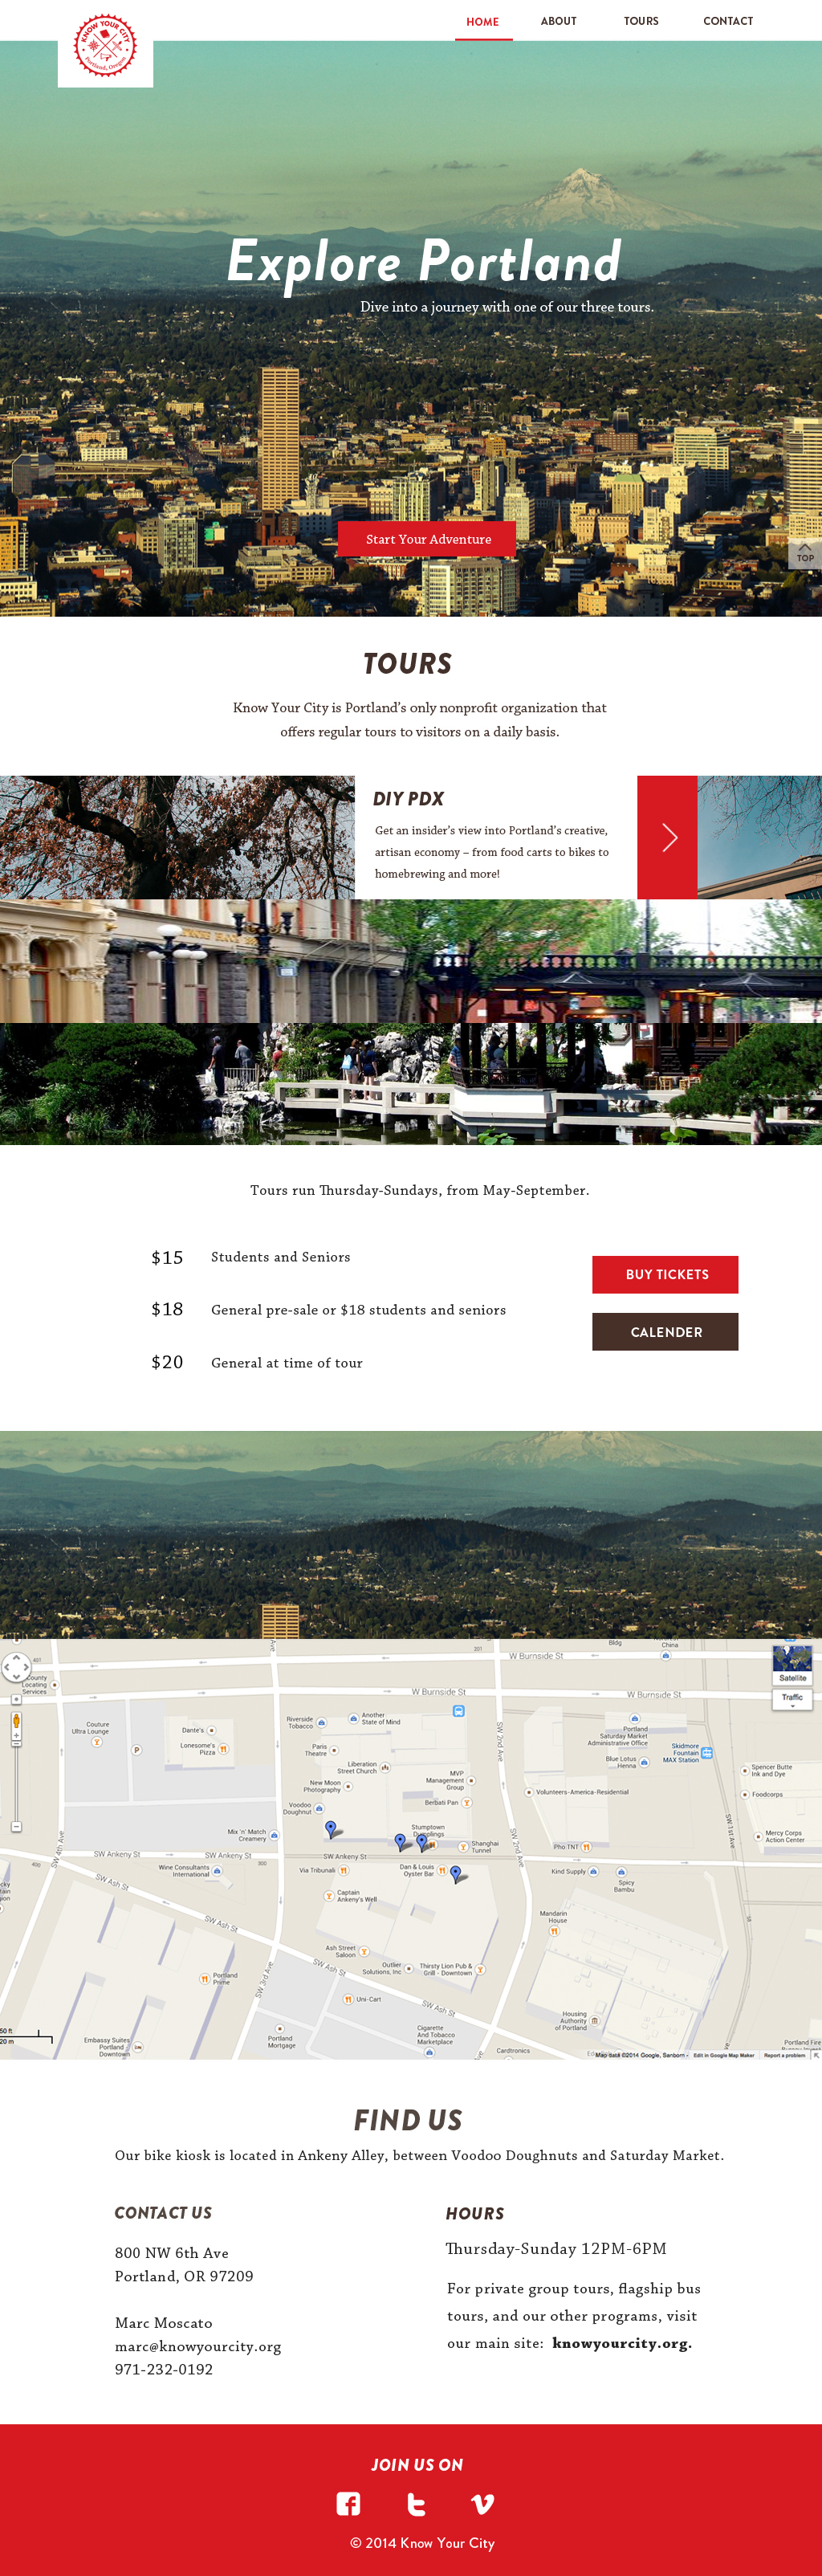 KNOW YOUR CITY
Portland, Oregon
HOME
ABOUT
TOURS
CONTACT
Explore Portland
Dive into a journey with one of our three tours.
Start Your Adventure
TOP
TOURS
Know Your City is Portland's only nonprofit organization that
offers regular tours to visitors on a daily basis.
DIY PDX
Get an insider's view into Portland's creative,
artisan economy – from food carts to bikes to
homebrewing and more!
Tours run Thursday-Sundays, from May-September.
$15 Students and Seniors
$18 General pre-sale or $18 students and seniors
$20 General at time of tour
BUY TICKETS
CALENDER
401
Ave
201
W Burnside St
Bldg
China
Locating
Services
Satellite
Traffic
W Burnside St
W Burnside St
Couture
Ultra Lounge
Dante's
Lonesome's
Pizza
P
Riverside
Tobacco
Another
State of Mind
Paris
Theatre
Liberation
Street Church
New Moon
Photography
Voodoo
Doughnut
MVP
Management
Group
Berbati Pan
SW 2nd Ave
Portland
Saturday Market
Administrative Office
Blue Lotus
Henna
Skidmore
Fountain
MAX Station
Spencer Butte
Ink and Dye
Foodcorps
Volunteers-America-Residential
Mercy Corps
Action Center
SW 1st Ave
Mix 'n' Match
Creamery
Stumptown
Shanghai
Tunnel
SW 2nd Ave
Pho TNT
SW 4th Ave
400
SW Ankeny St
SW Ankeny St
300
SW Ankeny St
Wine Consultants
International
Via Tribunali
Dan & Louis
Oyster Bar
Kind Supply
Spicy
Bambu
SW Ash St
Captain
Ankeny's Well
SW Ash St
Mandarin
House
Ash Street
Saloon
SW Ash St
Outlier
Solutions, Inc
Thirsty Lion Pub &
Grill - Downtown
Portland
Prime
SW 3rd Ave
Uni-Cart
SW Ash St
Housing
Authority
of Portland
50 ft
20 m
Embassy Suites
Portland
Downtown
Portland
Mortgage
Cigarette
And Tobacco
Marketplace
Cardtronics
Portland Fire
Map data ©2014 Google, Sanborn -
Edit in Google Map Maker
Report a problem
FIND US
Our bike kiosk is located in Ankeny Alley, between Voodoo Doughnuts and Saturday Market.
CONTACT US
800 NW 6th Ave
Portland, OR 97209
Marc Moscato
marc@knowyourcity.org
971-232-0192
HOURS
Thursday-Sunday 12PM-6PM
For private group tours, flagship bus
tours, and our other programs, visit
our main site: knowyourcity.org.
JOIN US ON
© 2014 Know Your City